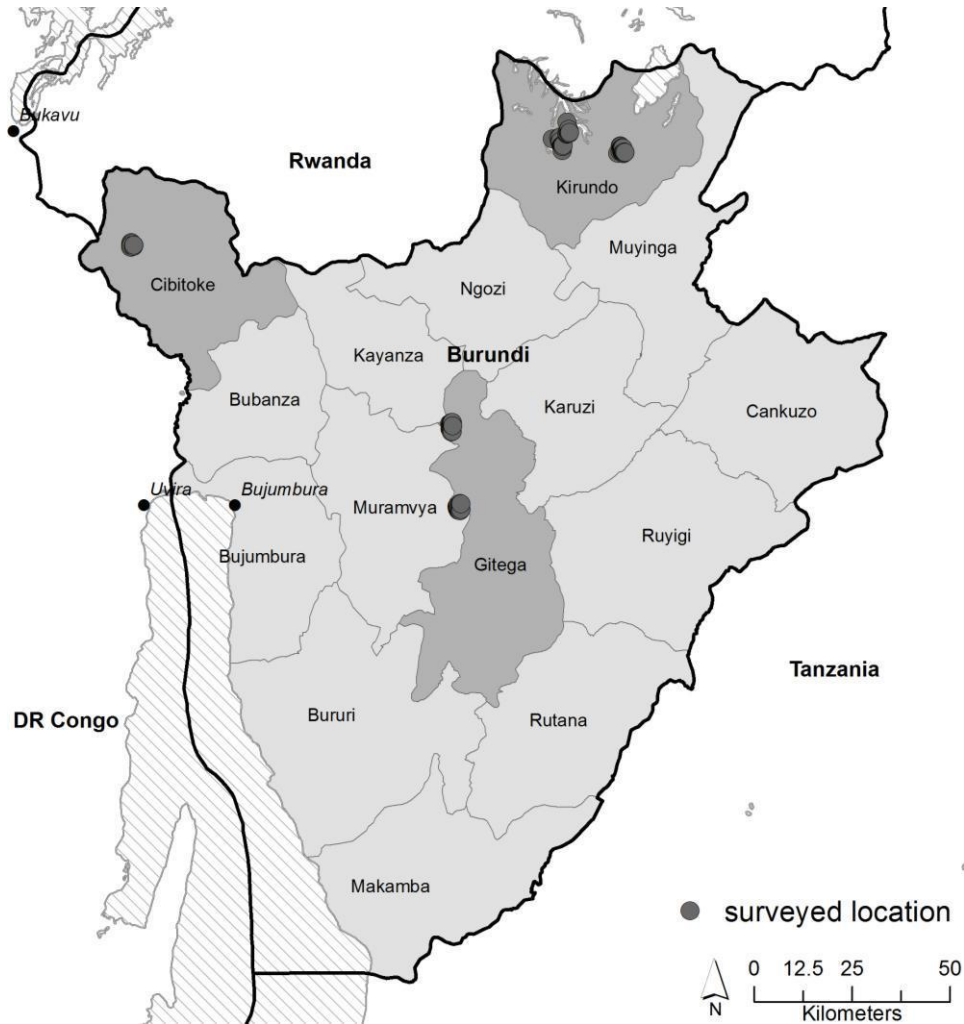 Bukavu
Rwanda
Kirundo
Muyinga
Cibitoke
Ngozi
Kayanza
Burundi
Bubanza
Karuzi
Cankuzo
Uvira
Bujumbura
Muramvya
Ruyigi
Bujumbura
Gitega
Tanzania
DR Congo
Bururi
Rutana
Makamba
surveyed location
N
0 12.5 25 50
Kilometers